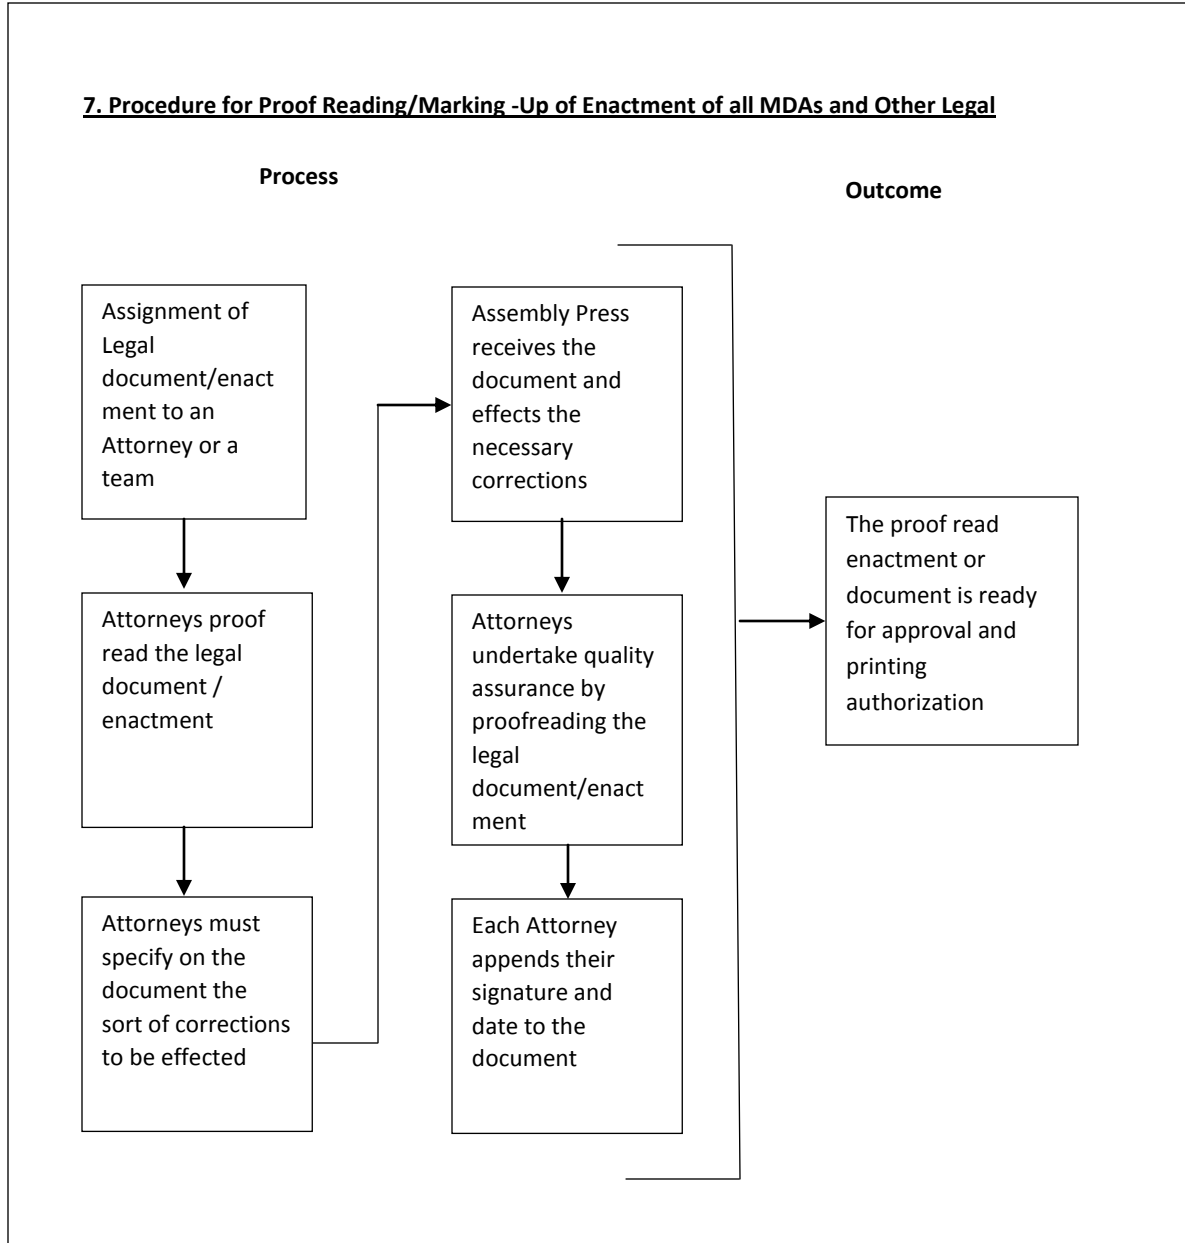 7. Procedure for Proof Reading/Marking -Up of Enactment of all MDAs and Other Legal
Process
Outcome
Assignment of
Legal
document/enact
ment to an
Attorney or a
team
Attorneys proof
read the legal
document /
enactment
Attorneys must
specify on the
document the
sort of corrections
to be effected
Assembly Press
receives the
document and
effects the
necessary
corrections
Attorneys
undertake quality
assurance by
proofreading the
legal
document/enact
ment
Each Attorney
appends their
signature and
date to the
document
The proof read
enactment or
document is ready
for approval and
printing
authorization